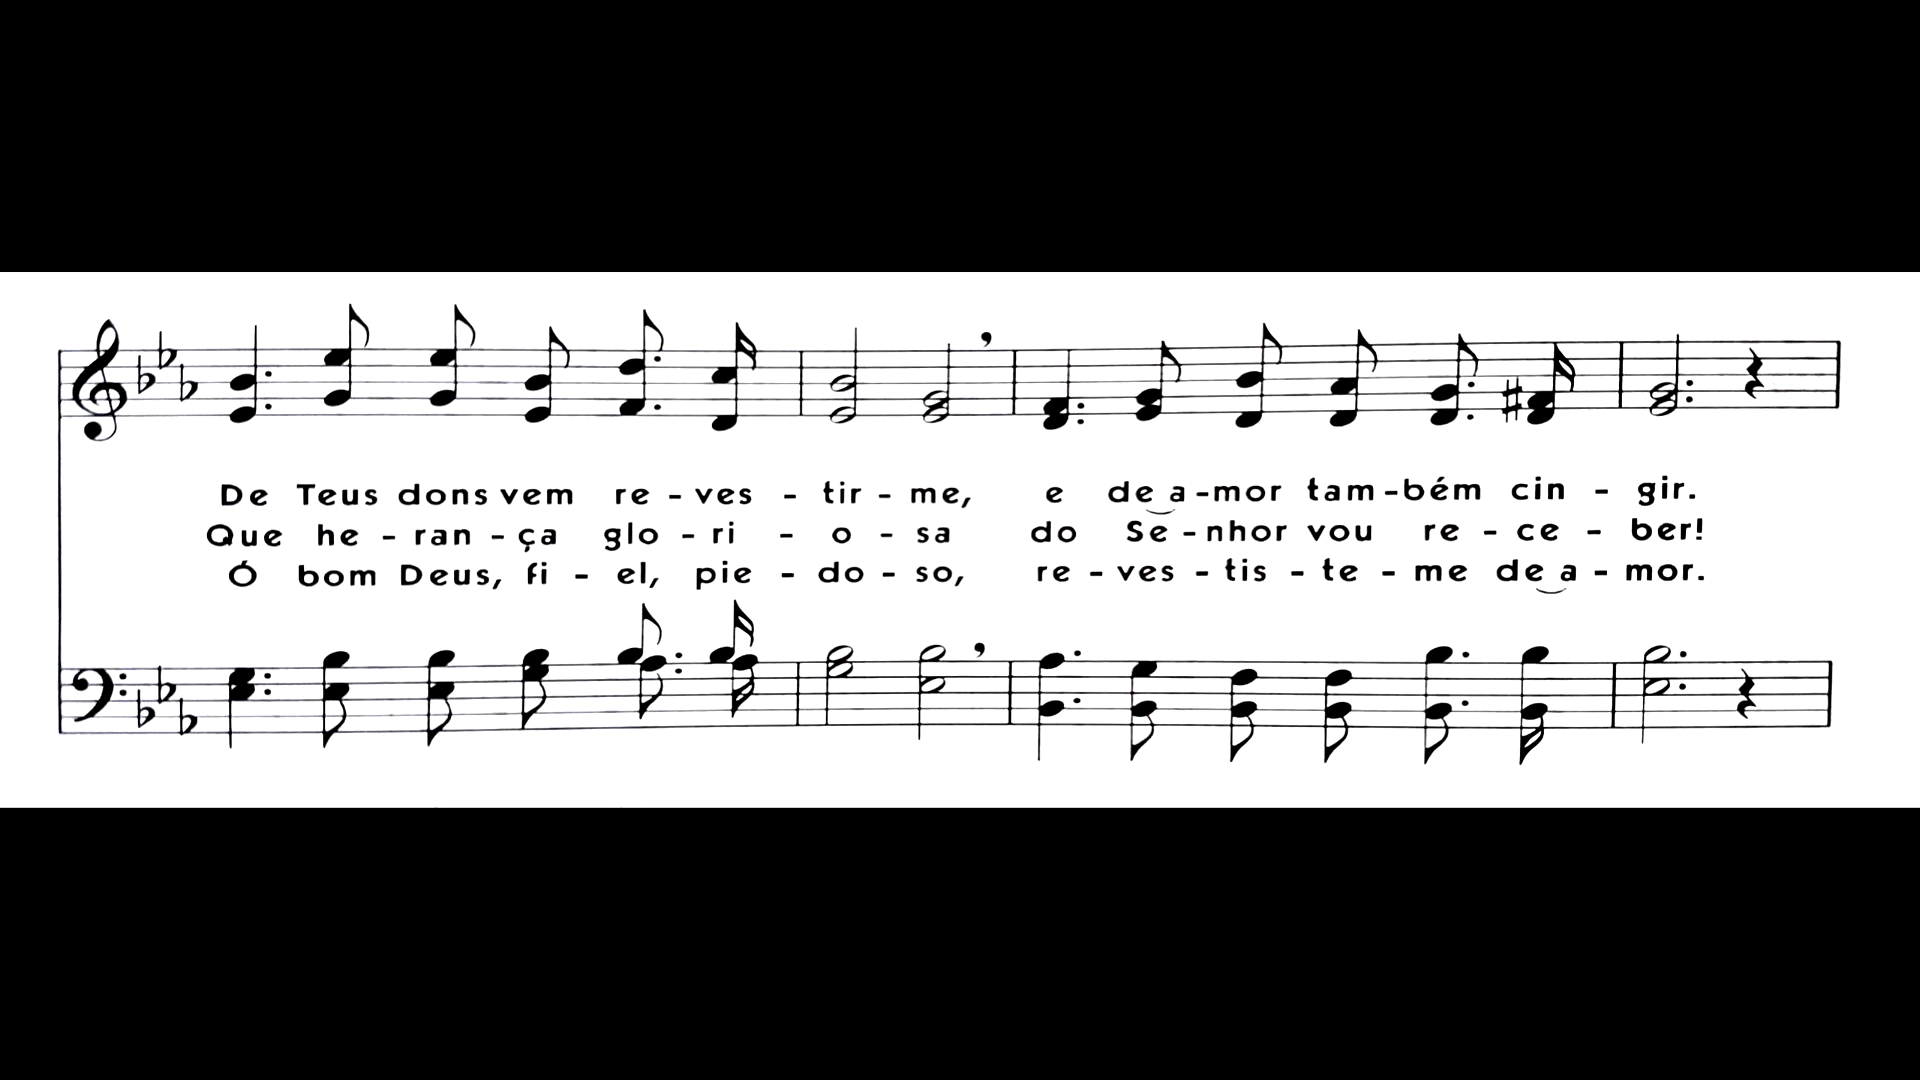 De Teus dons vem re - ves - tir - me, e de a - mor tam - bém cin - gir.
Que he - ran - ça glo - ri - o - sa do Se - nhor vou re - ce - ber!
Ó bom Deus, fi - el, pie - do - so, re - ves - tis - te - me de a - mor.